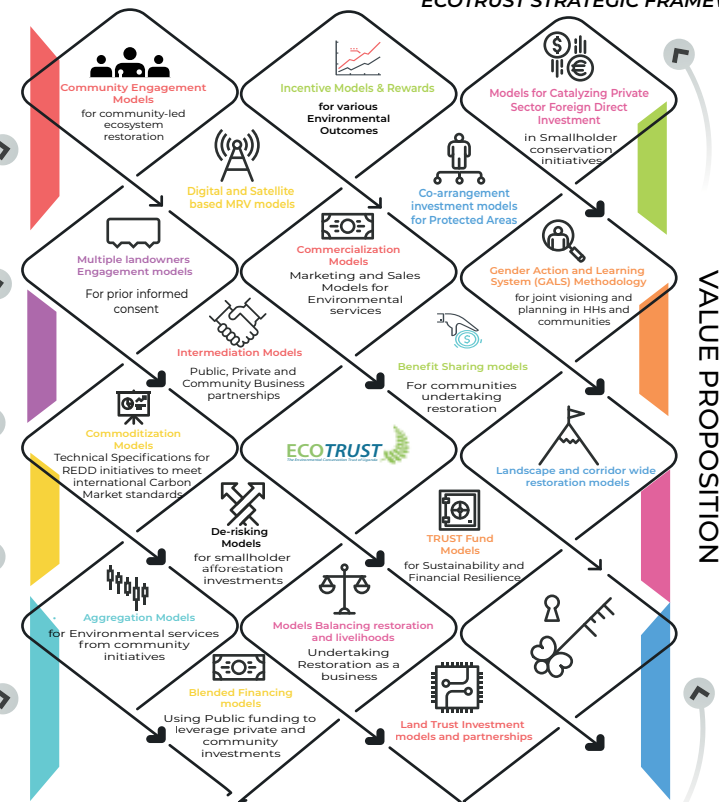 ECOTRUST STRATEGIC
Community Engagement
Models
for community-led
ecosystem
restoration
Incentive Models & Rewards
for various
Environmental
Outcomes
Models for Catalyzing Private
Sector Foreign Direct
Investment
in Smallholder
conservation
initiatives
Digital and Satellite
based MRV models
Co-arrangement
investment models
for Protected Areas
Multiple landowners
Engagement models
For prior informed
consent
Commercialization
Models
Marketing and Sales
Models for
Environmental
services
Gender Action and Learning
System (GALS) Methodology
for joint visioning and
planning in HHs and
communities
Intermediation Models
Public, Private and
Community Business
partnerships
Benefit Sharing models
For communities
undertaking
restoration
Commoditization
Models
Technical Specifications for
REDD initiatives to meet
international Carbon
Market standards
ECOTRUST
Landscape and corridor wide
restoration models
De-risking
Models
for smallholder
afforestation
investments
TRUST Fund
Models
for Sustainability and
Financial Resilience
Aggregation Models
for Environmental services
from community
initiatives
Models Balancing restoration
and livelihoods
Undertaking
Restoration as a
business
Blended Financing
models
Using Public funding to
leverage private and
community
investments
Land Trust Investment
models and partnerships
VALUE PROPOSITION